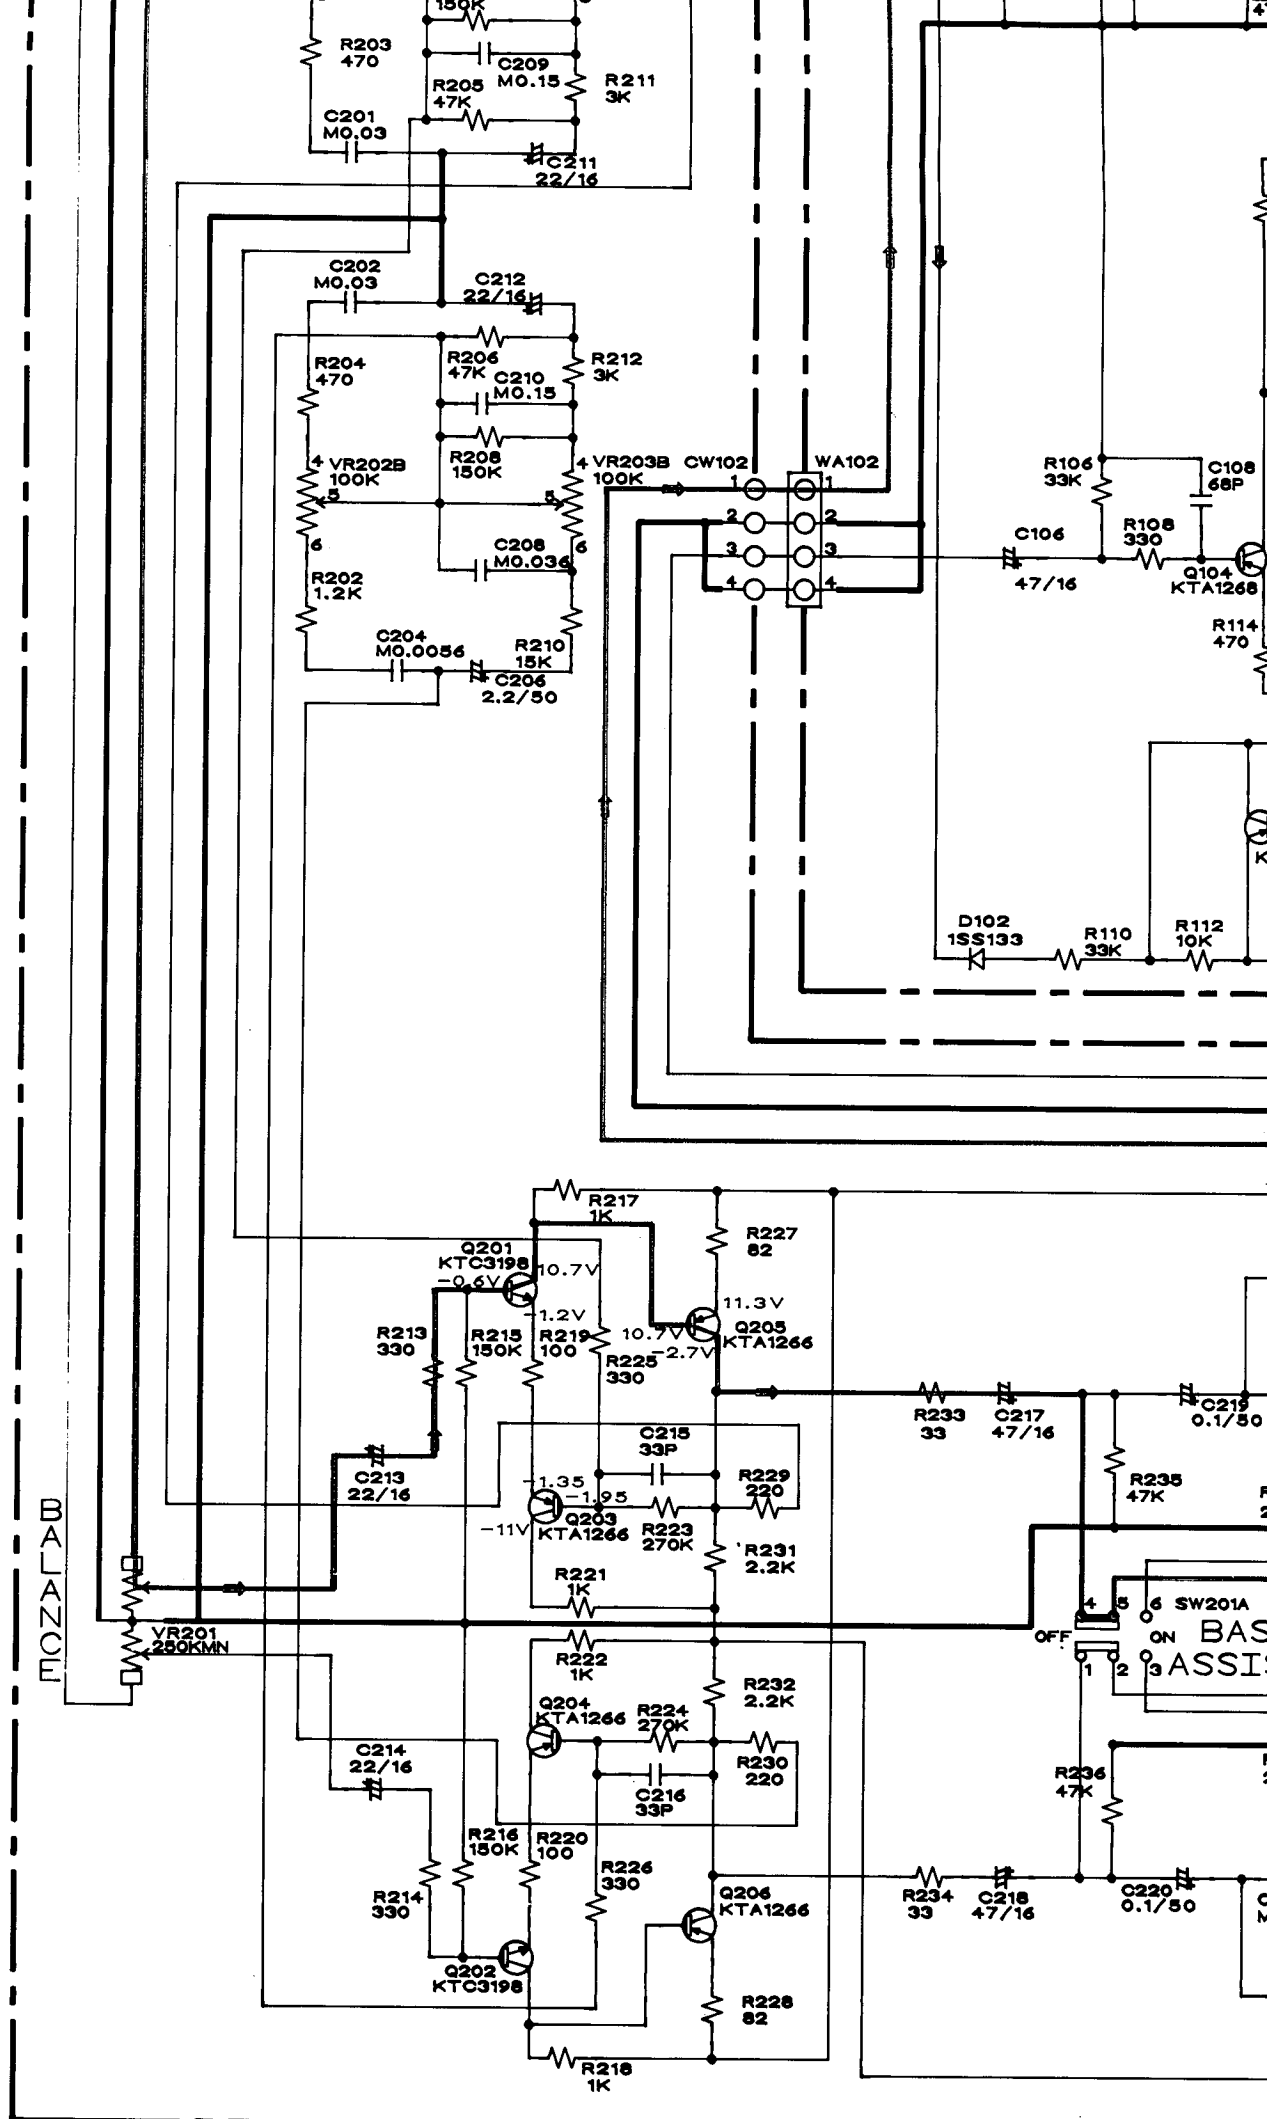 150K
R203
470
C209
M0.15
R211
3K
R205
47K
C201
M0.03
C211
22/16
C202
M0.03
C212
22/16
R204
470
R206
47K
R212
3K
C210
M0.15
R208
150K
4
VR202B
100K
5
6
4
VR203B
100K
5
6
CW102
WA102
1
1
2
2
3
3
4
4
R106
33K
C108
68P
C106
47/16
R108
330
Q104
KTA1268
R114
470
C208
M0.036
R202
1.2K
C204
M0.0056
R210
15K
C206
2.2/50
K
D102
1SS133
R110
33K
R112
10K
R217
1K
R227
82
Q201
KTC3198
-0.6V
10.7V
-1.2V
11.3V
10.7V
Q205
KTA1266
-2.7V
R213
330
R215
150K
R219
100
R225
330
R233
33
C217
47/16
C219
0.1/50
C213
22/16
C215
33P
R229
220
R235
47K
-1.35
-1.95
-11V
Q203
KTA1266
R223
270K
R231
2.2K
BALANCE
R221
1K
VR201
250KMN
R222
1K
4
5
6
SW201A
OFF
ON
BAS
ASSIS
1
2
3
Q204
KTA1266
R224
270K
R232
2.2K
C214
22/16
R230
220
C216
33P
R236
47K
R216
150K
R220
100
R226
330
R214
330
Q206
KTA1266
R234
33
C218
47/16
C220
0.1/50
Q202
KTC3198
R228
82
R218
1K